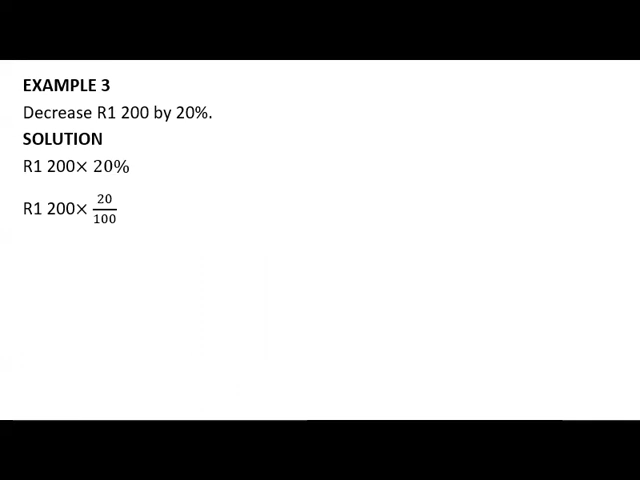 EXAMPLE 3
Decrease R1 200 by 20%.
SOLUTION
R1 200× 20%
R1 200× 20/100